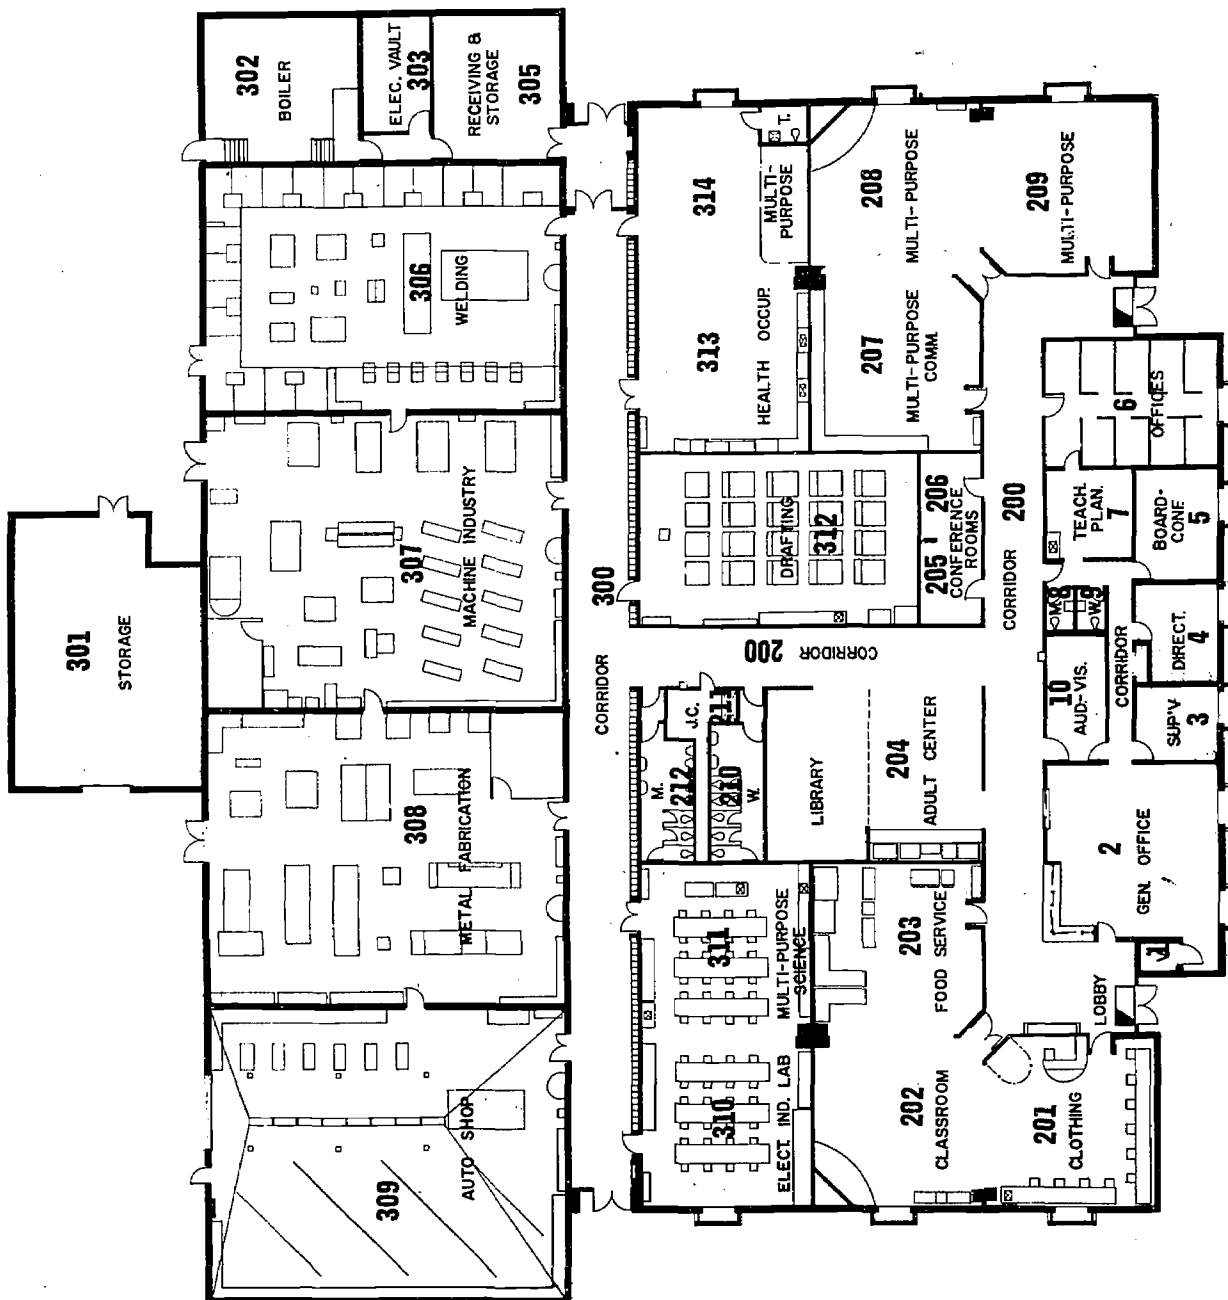 302
BOILER
ELEC. VAULT
303
RECEIVING &
STORAGE
305
306
WELDING
307
MACHINE INDUSTRY
301
STORAGE
308
METAL FABRICATION
309
AUTO SHOP
CORRIDOR
300
T.
314
MULTI-
PURPOSE
313
HEALTH OCCUP.
DRAFTING
312
208
MULTI-PURPOSE
207
MULTI-PURPOSE
COMM.
209
MULTI-PURPOSE
205
206
CONFERENCE
ROOMS
CORRIDOR
200
200
CORRIDOR
J.C.
211
M.
212
210
W.
LIBRARY
204
ADULT CENTER
311
MULTI-PURPOSE
SCIENCE
310
ELECT. IND. LAB
203
FOOD SERVICE
202
CLASSROOM
201
CLOTHING
LOBBY
6
OFFICES
TEACH.
PLAN.
7
BOARD-
CONF.
5
M.
8
W.
9
10
AUD-VIS.
CORRIDOR
DIRECT.
4
SUP'V
3
2
GEN. OFFICE